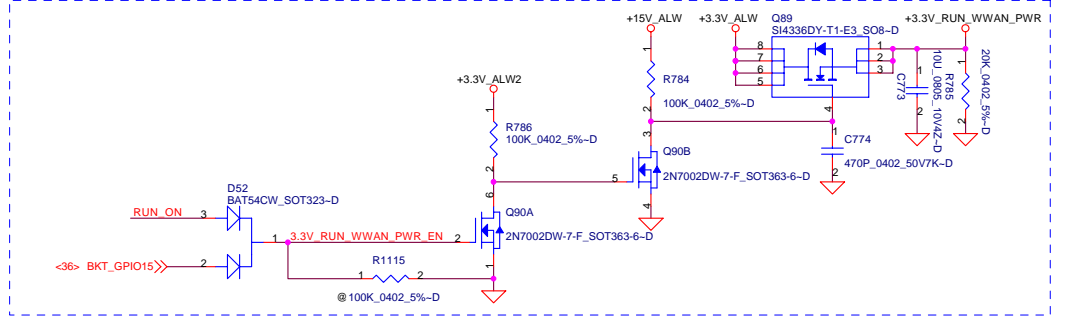 +15V_ALW
+3.3V_ALW
Q89
SI4336DY-T1-E3_SO8~D
+3.3V_RUN_WWAN_PWR
8
7
6
5
1
2
3
4
1
2
C773
10U_0805_10V4Z~D
1
2
R785
20K_0402_5%~D
1
R784
2
100K_0402_5%~D
+3.3V_ALW2
1
R786
100K_0402_5%~D
2
1
C774
470P_0402_50V7K~D
2
3
Q90B
5
2N7002DW-7-F_SOT363-6~D
4
D52
BAT54CW_SOT323~D
RUN_ON
3
6
Q90A
1
3.3V_RUN_WWAN_PWR_EN
2
2N7002DW-7-F_SOT363-6~D
1
<36> BKT_GPIO15
2
R1115
1
2
@ 100K_0402_5%~D